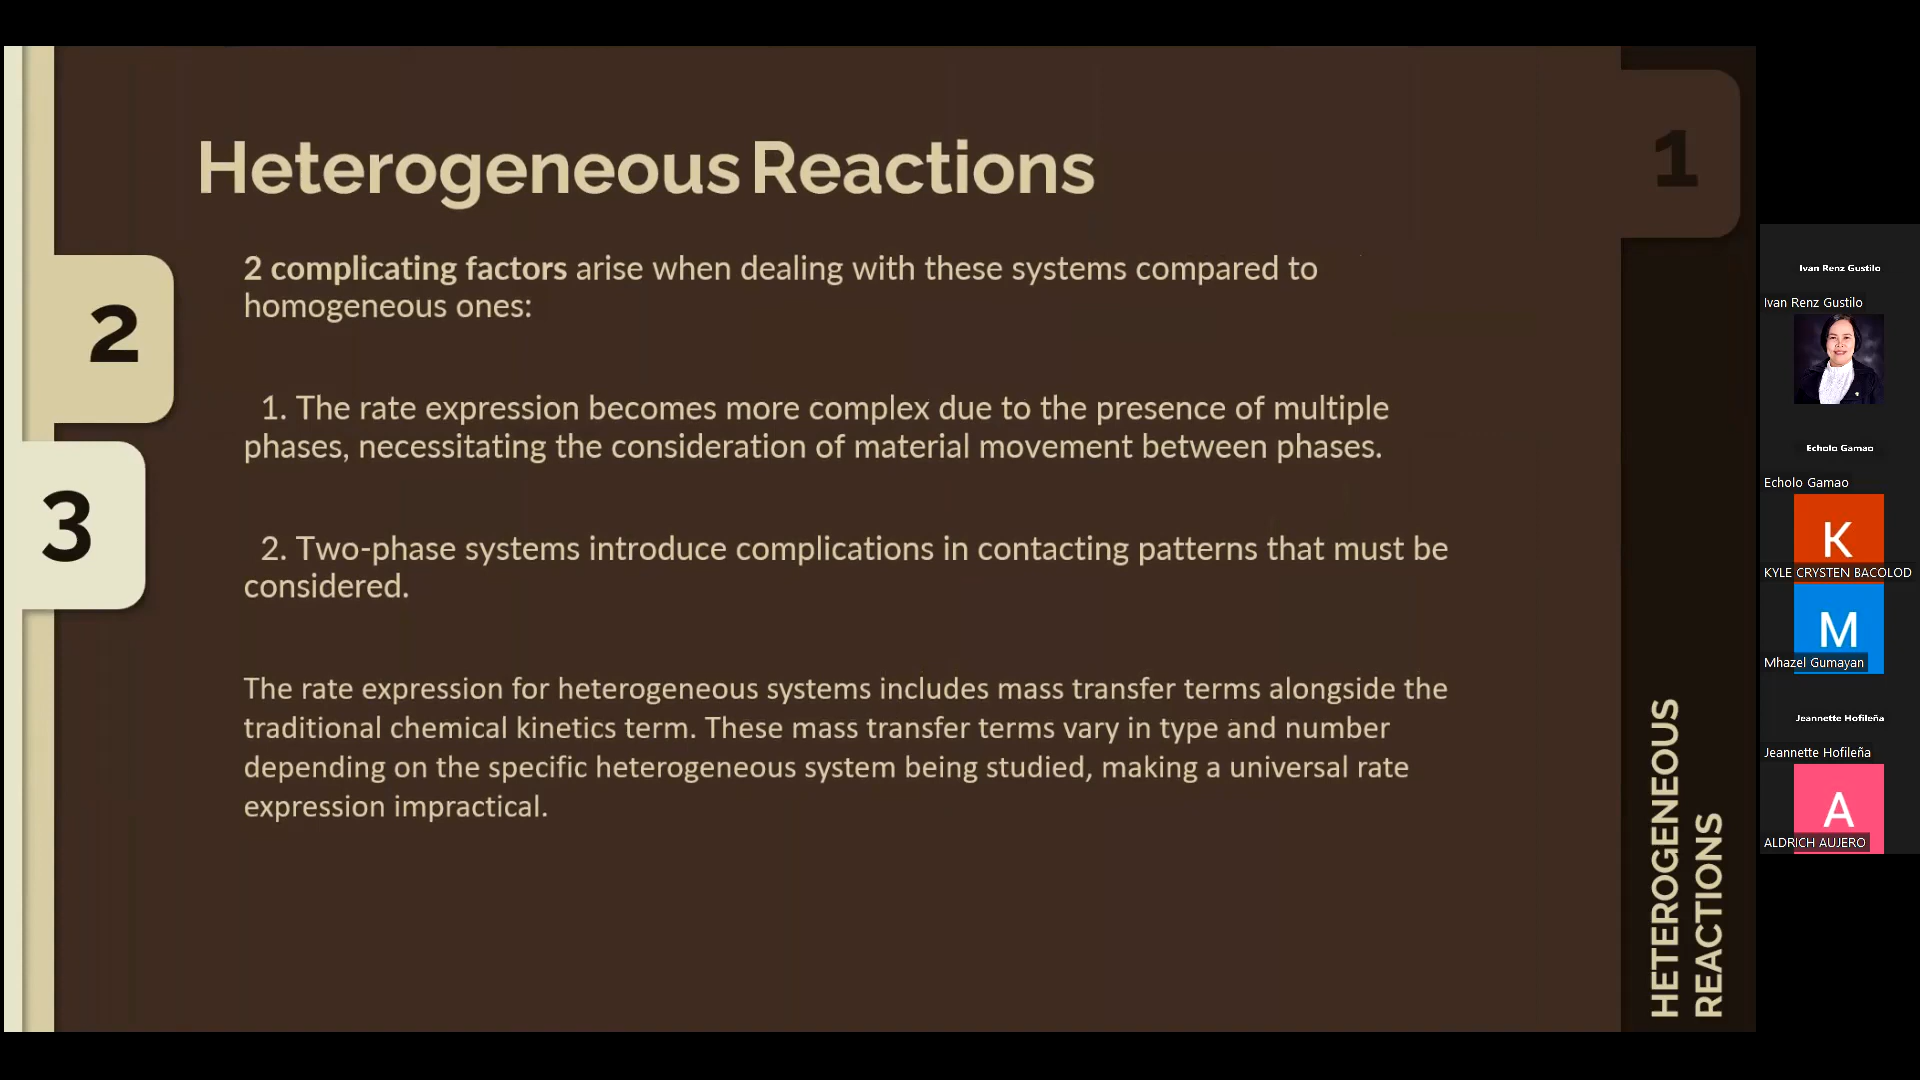 Heterogeneous Reactions
2 complicating factors arise when dealing with these systems compared to
homogeneous ones:
1. The rate expression becomes more complex due to the presence of multiple
phases, necessitating the consideration of material movement between phases.
2. Two-phase systems introduce complications in contacting patterns that must be
considered.
The rate expression for heterogeneous systems includes mass transfer terms alongside the
traditional chemical kinetics term. These mass transfer terms vary in type and number
depending on the specific heterogeneous system being studied, making a universal rate
expression impractical.
2
3
1
HETEROGENEOUS
REACTIONS
Ivan Renz Gustilo
Ivan Renz Gustilo
Echolo Gamao
Echolo Gamao
K
KYLE CRYSTEN BACOLOD
M
Mhazel Gumayan
Jeannette Hofileña
Jeannette Hofileña
A
ALDRICH AUJERO